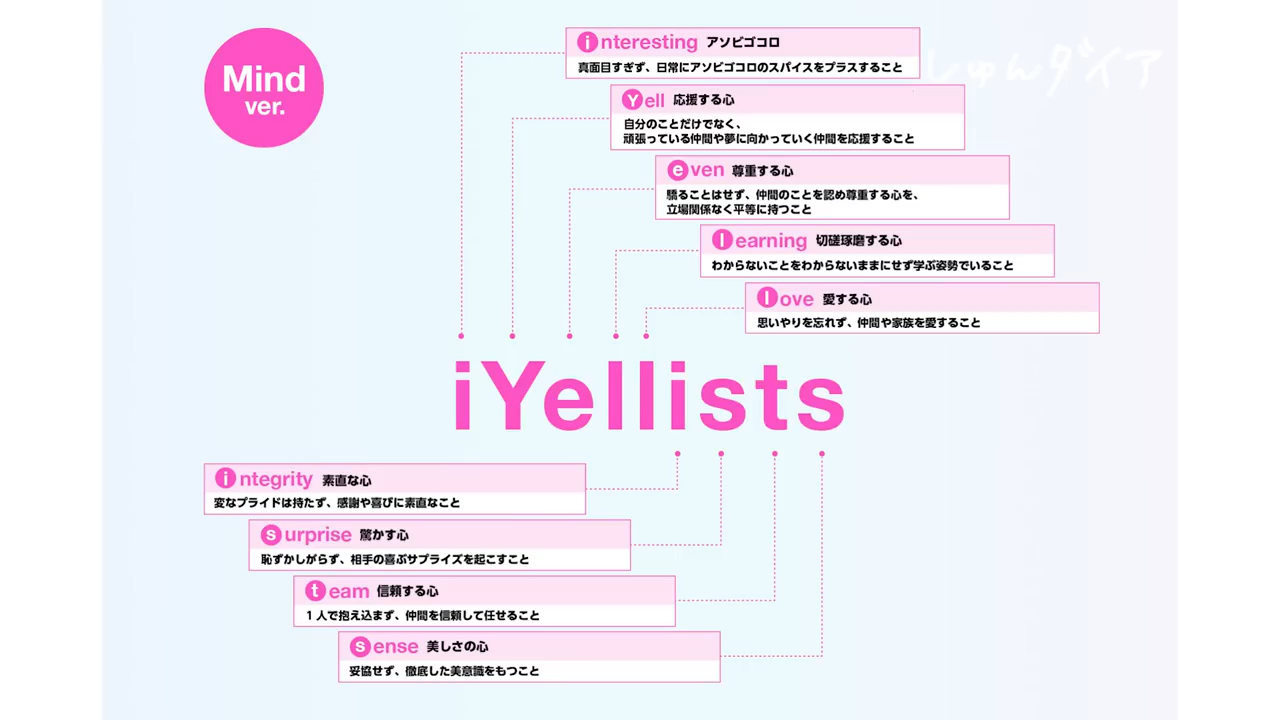 Mind
ver.
interesting アソビゴコロ
真面目すぎず、日常にアソビゴコロのスパイスをプラスすること
しゅんダイア
Yell 応援する心
自分のことだけでなく、
頑張っている仲間や夢に向かっていく仲間を応援すること
even 尊重する心
驕ることはせず、仲間のことを認め尊重する心を、
立場関係なく平等に持つこと
learning 切磋琢磨する心
わからないことをわからないままにせず学ぶ姿勢でいること
love 愛する心
思いやりを忘れず、仲間や家族を愛すること
iYellists
integrity 素直な心
変なプライドは持たず、感謝や喜びに素直なこと
surprise 驚かす心
恥ずかしがらず、相手の喜ぶサプライズを起こすこと
team 信頼する心
1人で抱え込まず、仲間を信頼して任せること
sense 美しさの心
妥協せず、徹底した美意識をもつこと